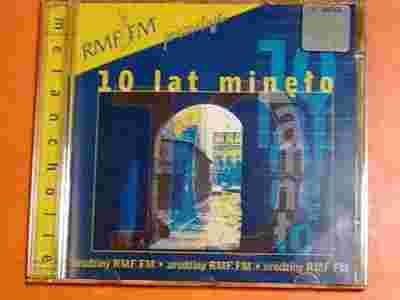 RMF FM
10 lat minęło
melancholie
urodziny RMF FM • urodziny RMF FM • urodziny RMF FM